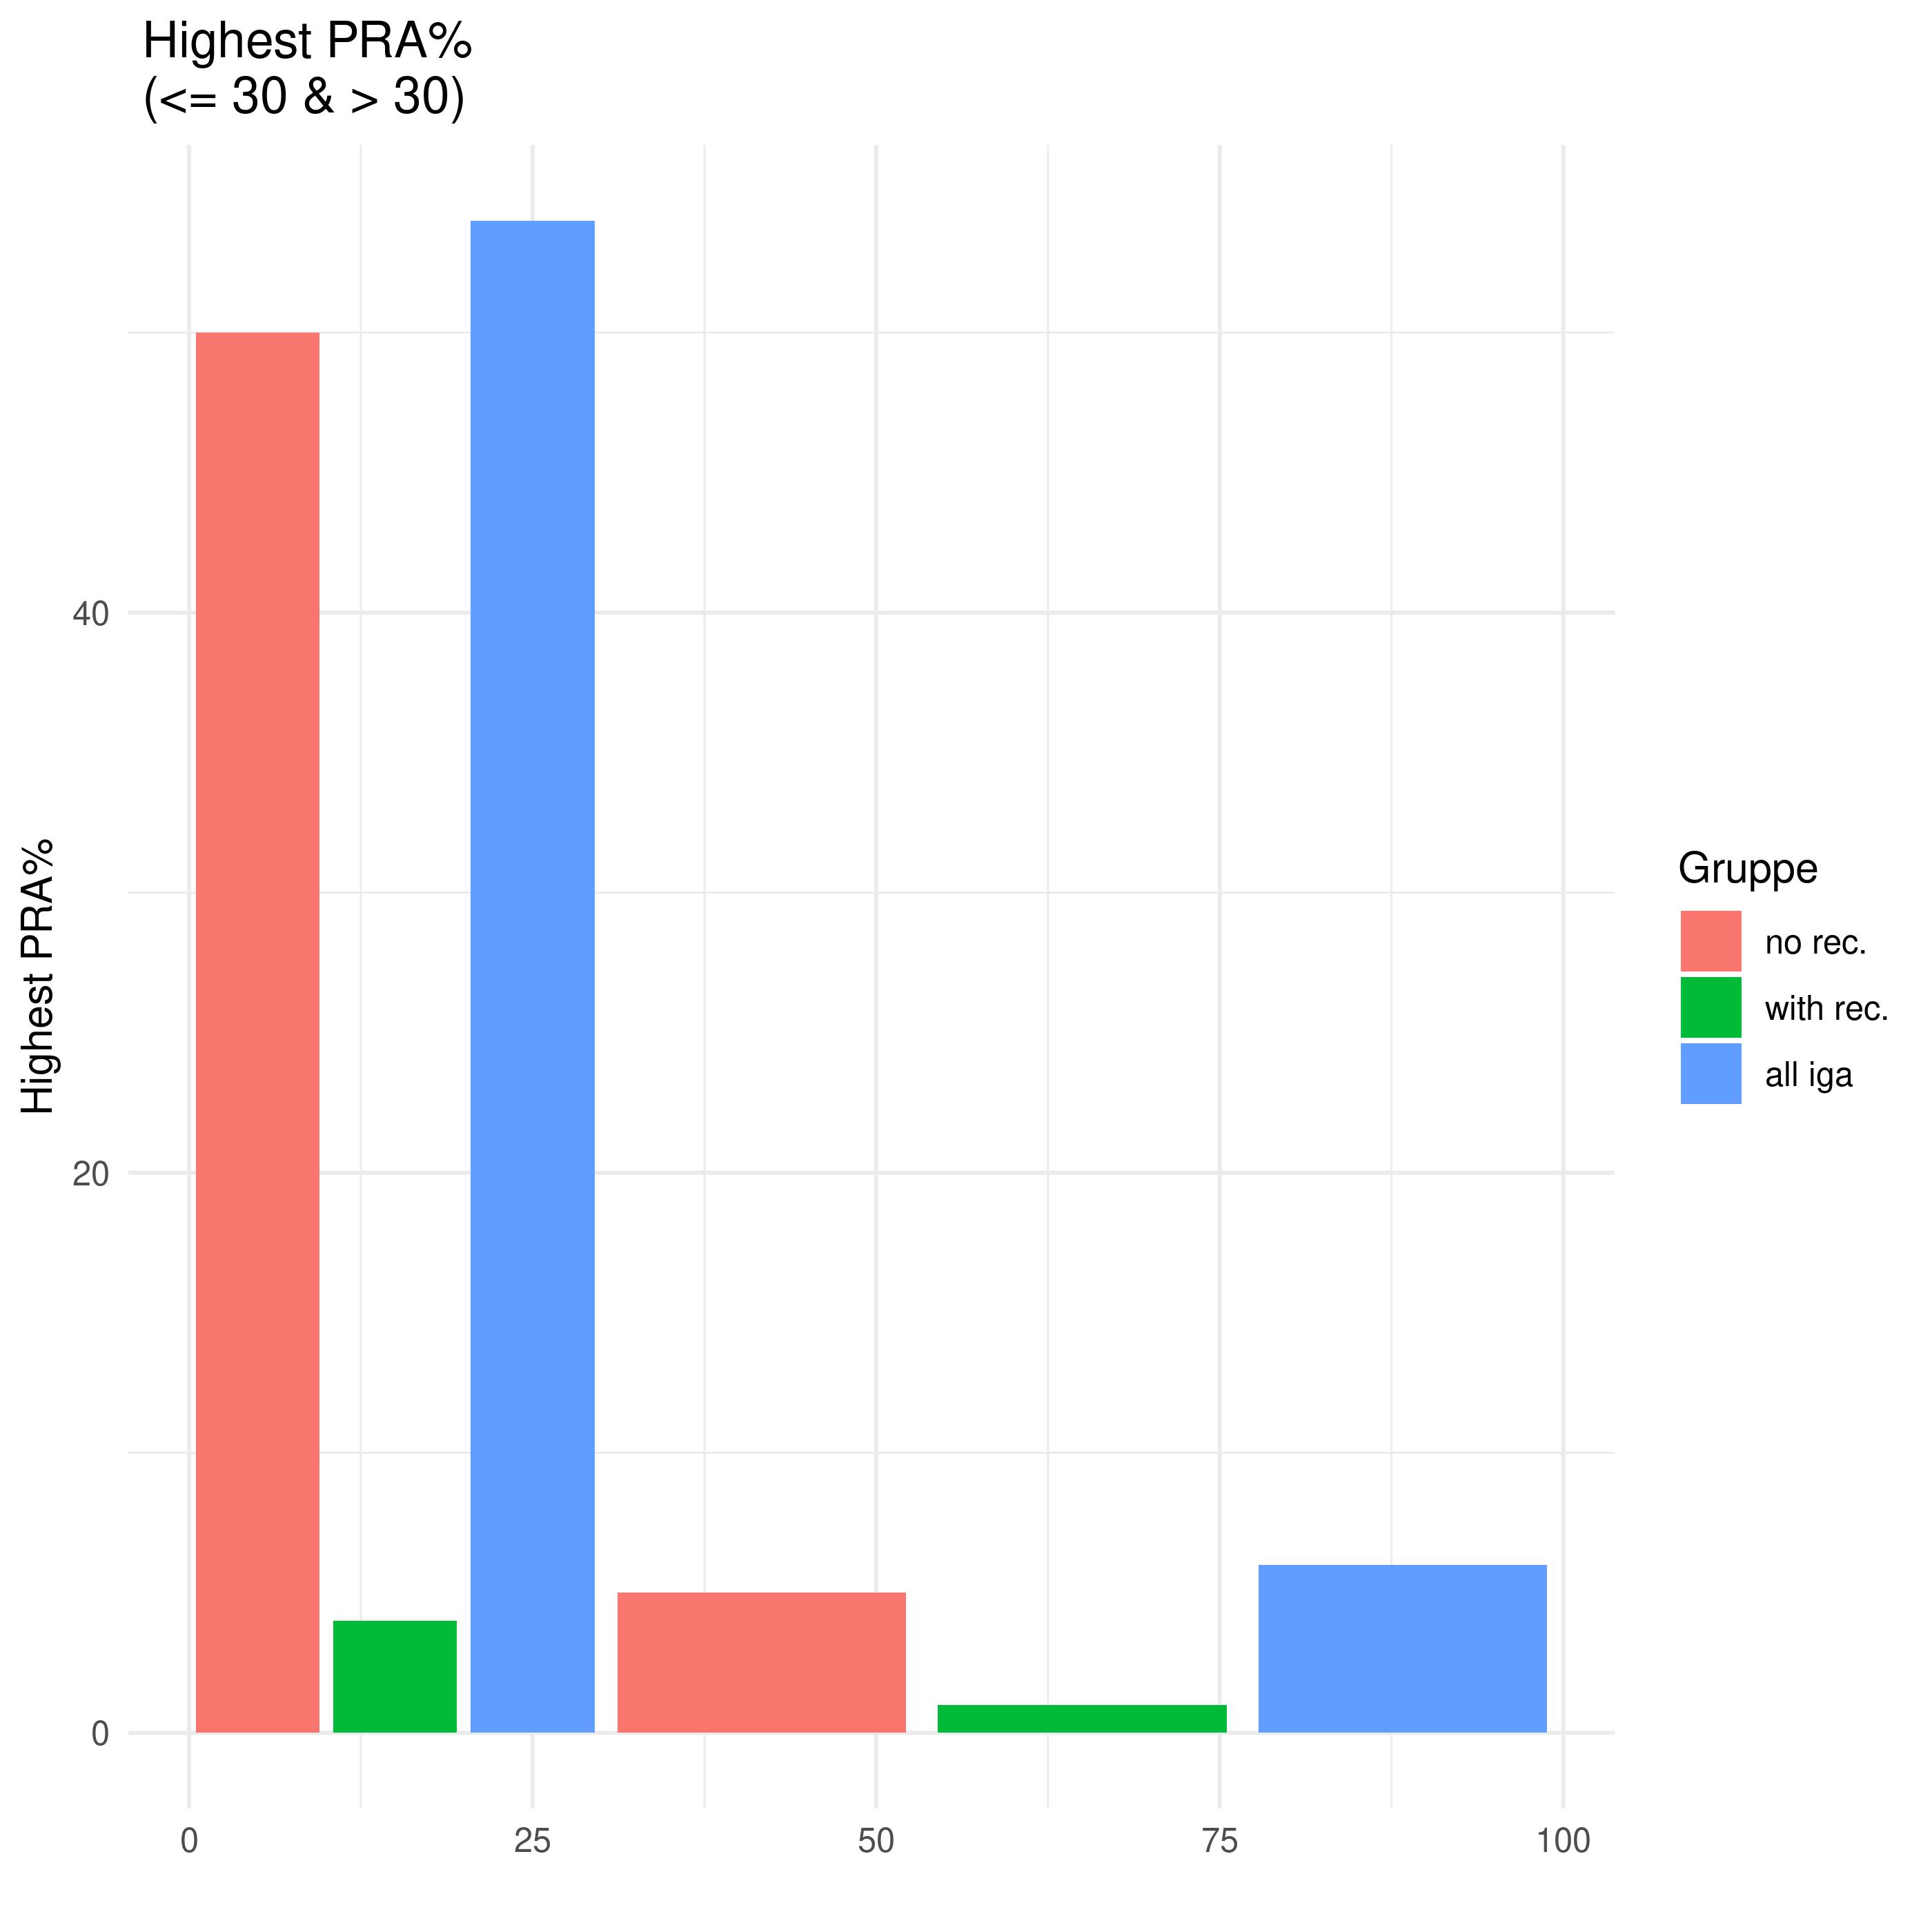 Highest PRA%
(<= 30 & > 30)
Highest PRA%
40
20
0
0
25
50
75
100
Gruppe
no rec.
with rec.
all iga